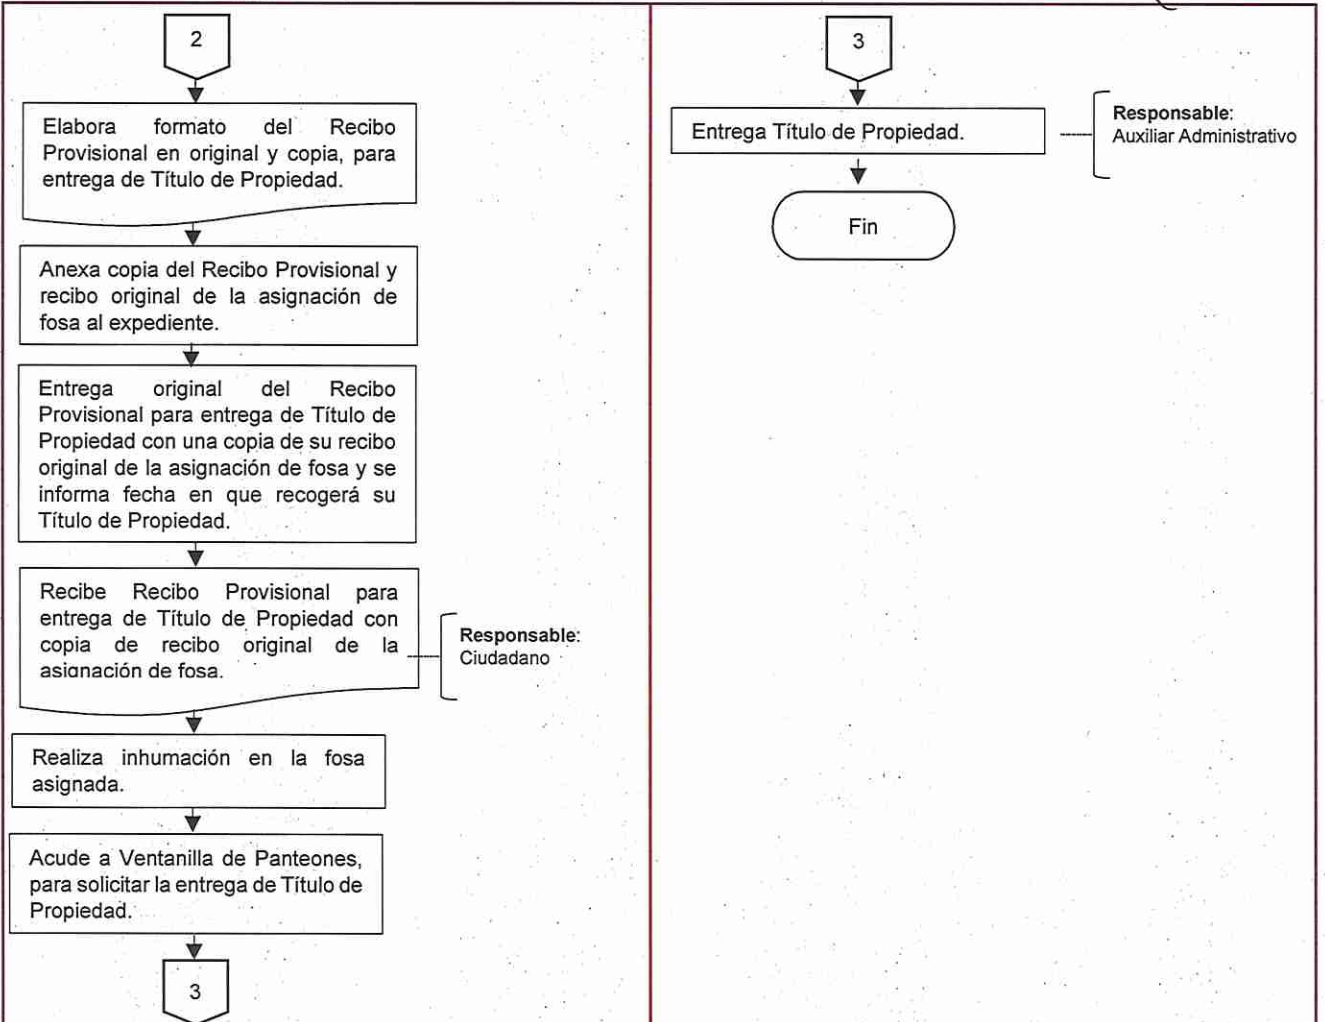 2
Elabora formato del Recibo
Provisional en original y copia, para
entrega de Título de Propiedad.
Anexa copia del Recibo Provisional y
recibo original de la asignación de
fosa al expediente.
Entrega original del Recibo
Provisional para entrega de Título de
Propiedad con una copia de su recibo
original de la asignación de fosa y se
informa fecha en que recogerá su
Título de Propiedad.
Recibe Recibo Provisional para
entrega de Título de Propiedad con
copia de recibo original de la
asignación de fosa.
Responsable:
Ciudadano
Realiza inhumación en la fosa
asignada.
Acude a Ventanilla de Panteones,
para solicitar la entrega de Título de
Propiedad.
3
3
Entrega Título de Propiedad.
Responsable:
Auxiliar Administrativo
Fin